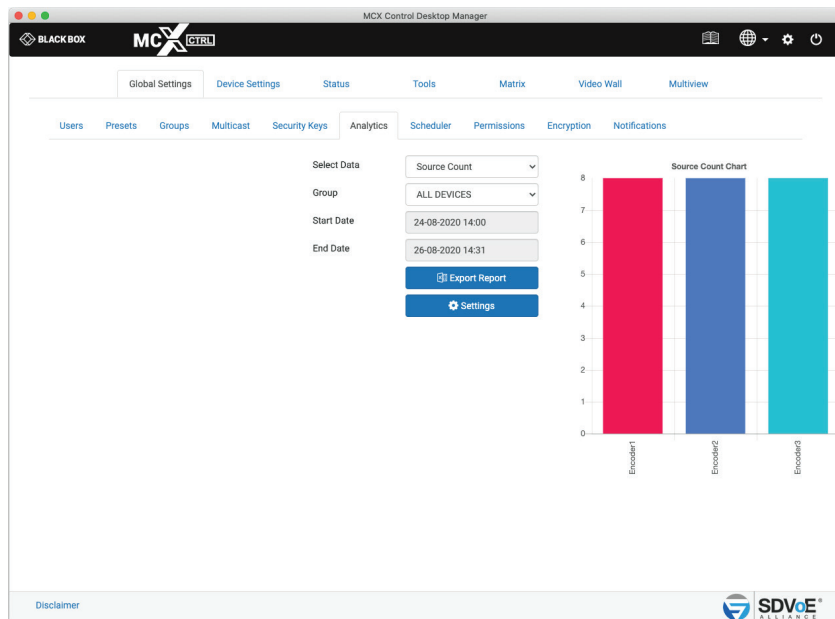 MCX Control Desktop Manager
BLACK BOX
MCX CTRL
Global Settings Device Settings Status Tools Matrix Video Wall Multiview
Users Presets Groups Multicast Security Keys Analytics Scheduler Permissions Encryption Notifications
Select Data Source Count
Group ALL DEVICES
Start Date 24-08-2020 14:00
End Date 26-08-2020 14:31
Export Report
Settings
Source Count Chart
8
7
6
5
4
3
2
1
0
Encoder1
Encoder2
Encoder3
Disclaimer
SDVoE
ALLIANCE